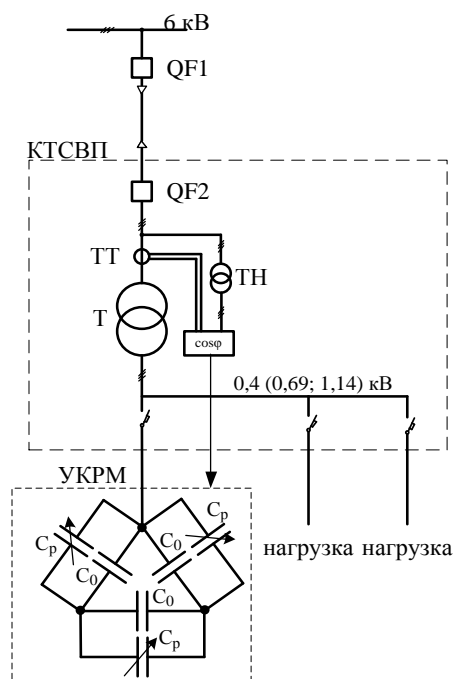 6 кВ
QF1
КТСВП
QF2
ТТ
ТН
Т
cosφ
0,4 (0,69; 1,14) кВ
УКРМ
нагрузка нагрузка
Cр
C0
Cр
C0
C0
Cр